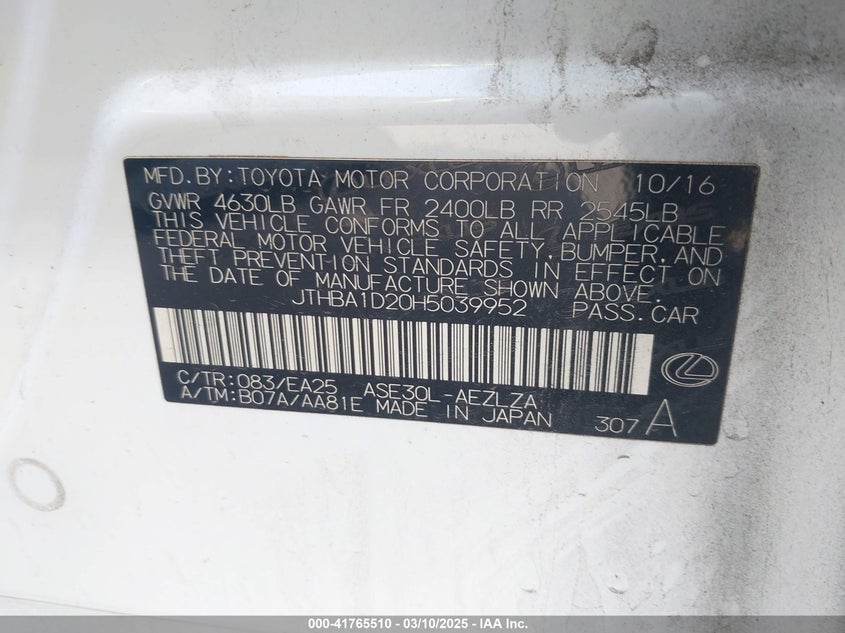 MFD.BY:TOYOTA MOTOR CORPORATION 10/16
GVWR 4630LB GAWR FR 2400LB RR 2545LB
THIS VEHICLE CONFORMS TO ALL APPLICABLE
FEDERAL MOTOR VEHICLE SAFETY, BUMPER, AND
THEFT PREVENTION STANDARDS IN EFFECT ON
THE DATE OF MANUFACTURE SHOWN ABOVE.
JTHBA1D20H5039952 PASS.CAR
C/TR:083/EA25 ASE30L-AEZLZA
A/TM:B07A/AA81E MADE IN JAPAN 307 A
000-41765510 - 03/10/2025 - IAA Inc.